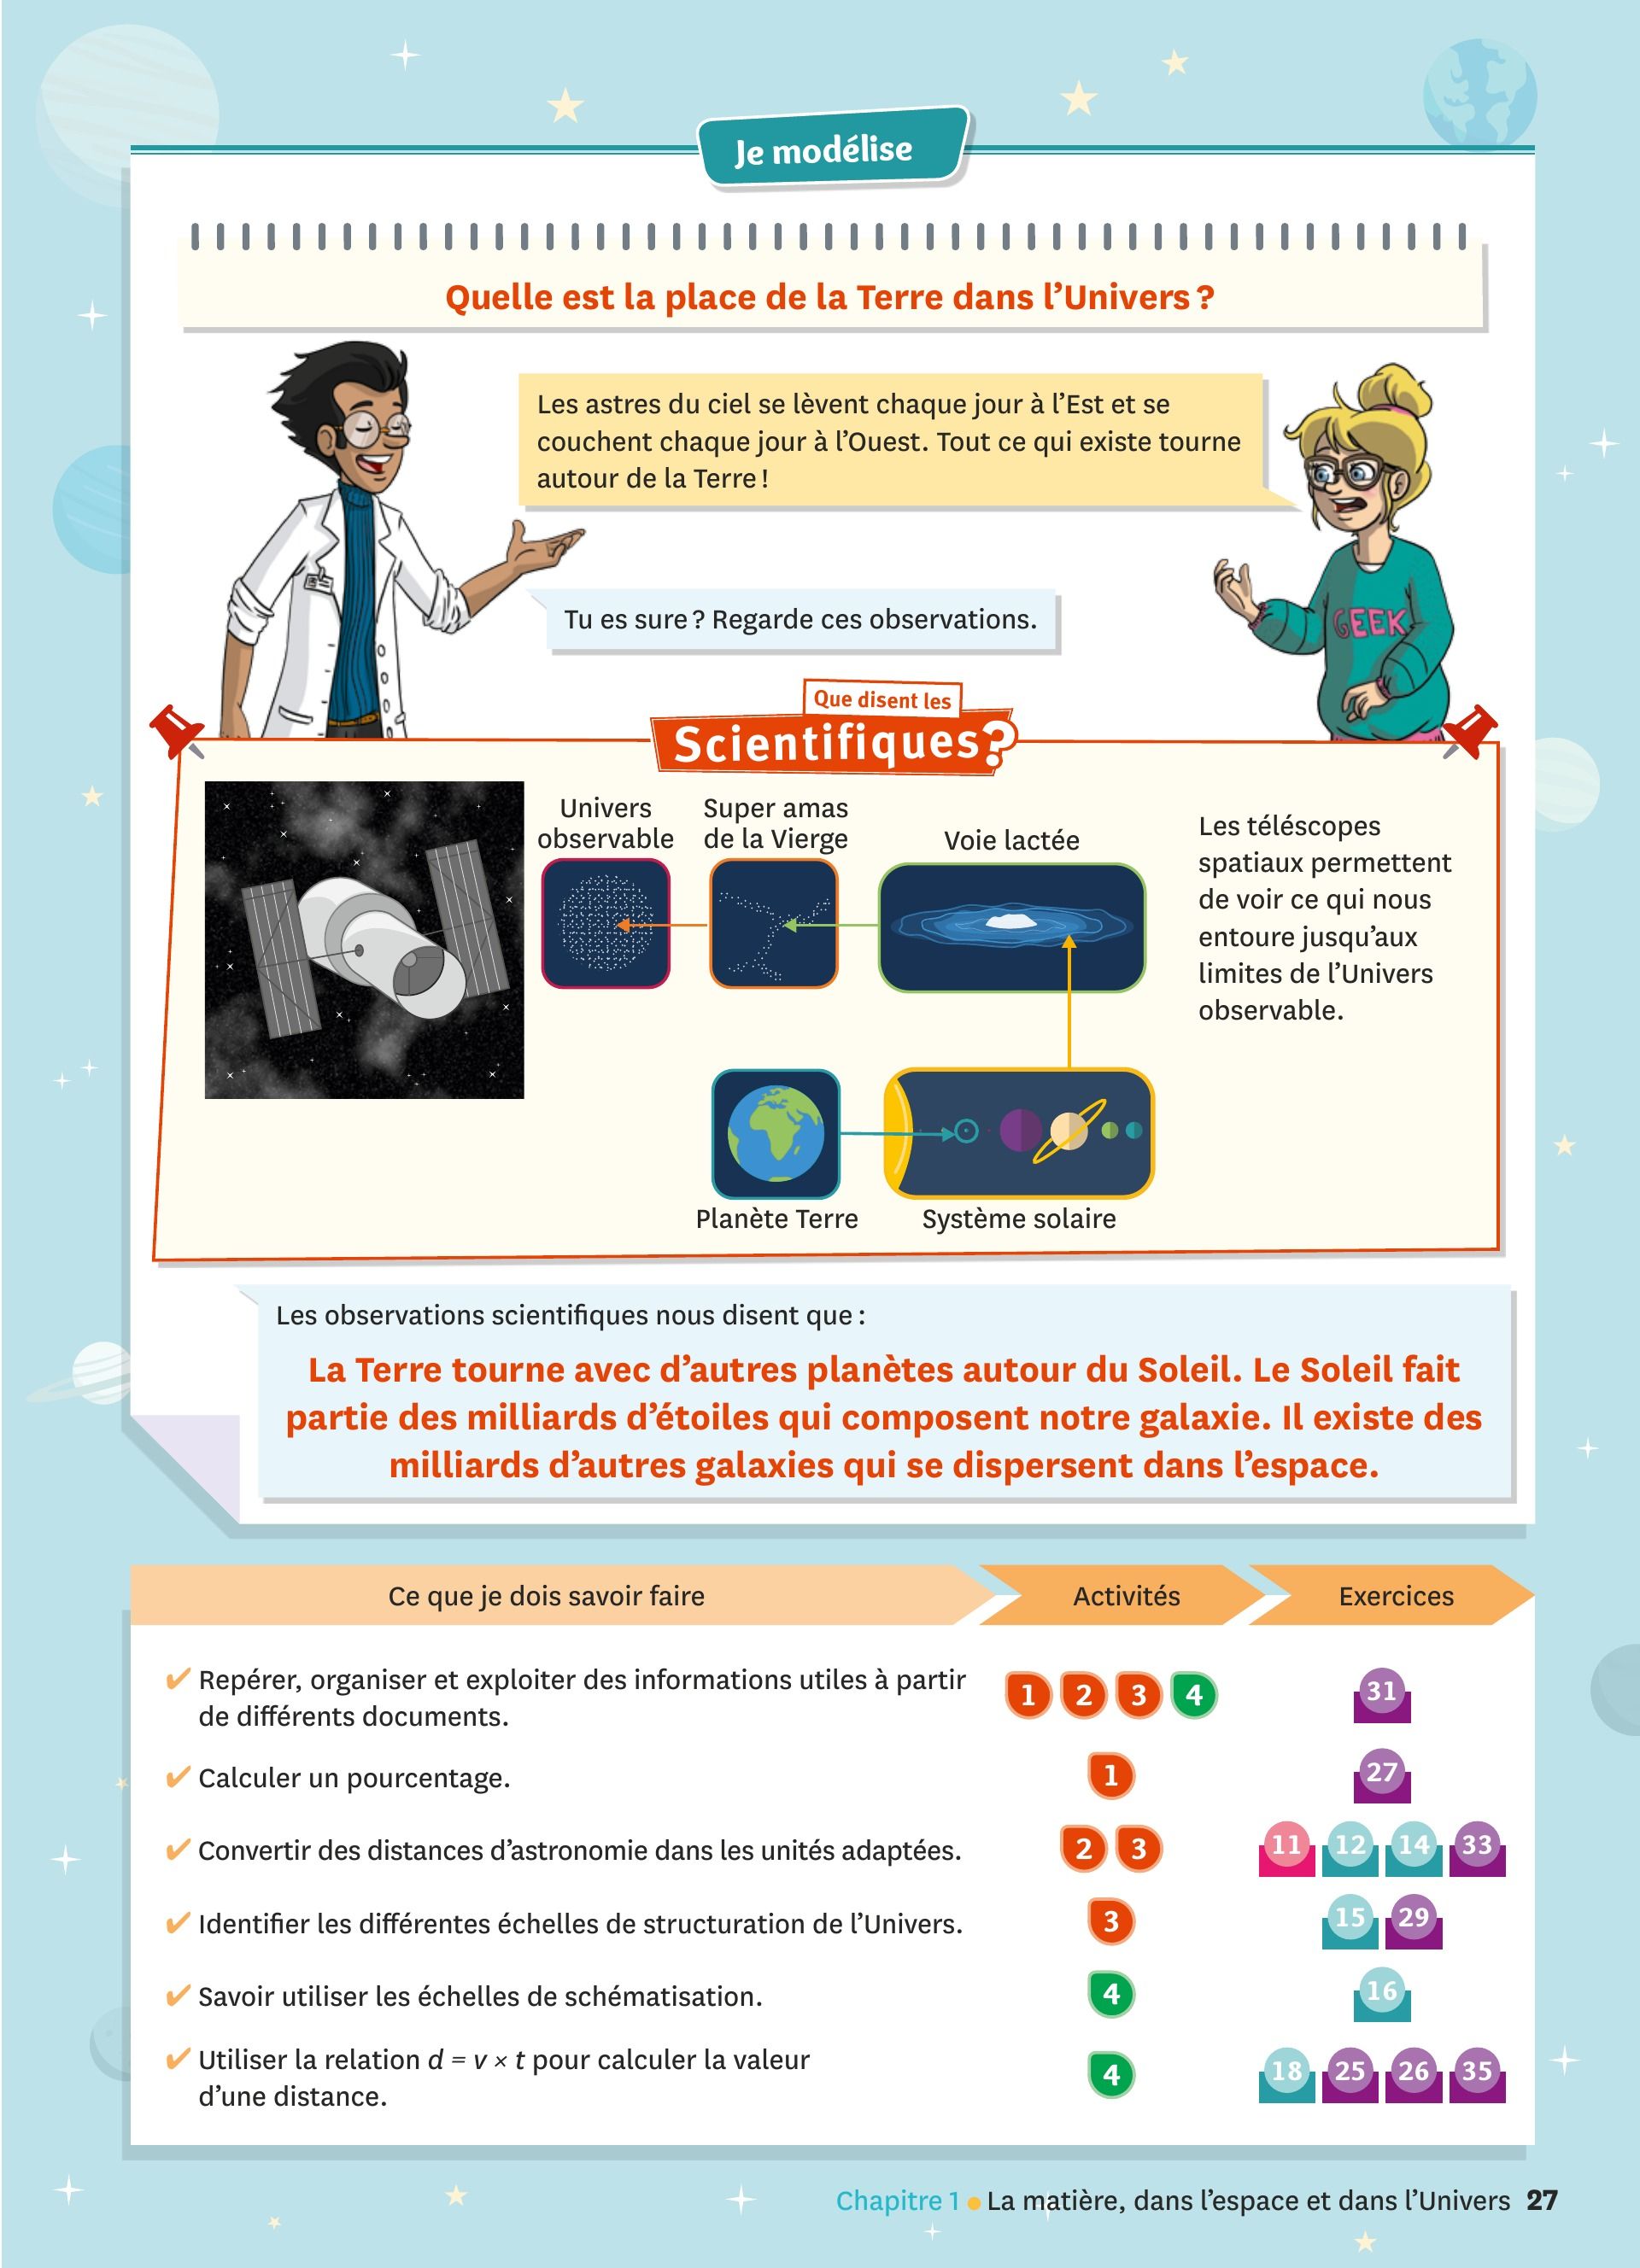 Je modélise
Quelle est la place de la Terre dans l'Univers ?
Les astres du ciel se lèvent chaque jour à l'Est et se
couchent chaque jour à l'Ouest. Tout ce qui existe tourne
autour de la Terre !
Tu es sure ? Regarde ces observations.
GEEK
Que disent les
Scientifiques?
Univers
observable
Super amas
de la Vierge
Voie lactée
Les téléscopes
spatiaux permettent
de voir ce qui nous
entoure jusqu'aux
limites de l'Univers
observable.
Planète Terre
Système solaire
Les observations scientifiques nous disent que :
La Terre tourne avec d'autres planètes autour du Soleil. Le Soleil fait
partie des milliards d'étoiles qui composent notre galaxie. Il existe des
milliards d'autres galaxies qui se dispersent dans l'espace.
Ce que je dois savoir faire Activités Exercices
✔ Repérer, organiser et exploiter des informations utiles à partir
de différents documents.
1 2 3 4 31
✔ Calculer un pourcentage. 1 27
✔ Convertir des distances d'astronomie dans les unités adaptées. 2 3 11 12 14 33
✔ Identifier les différentes échelles de structuration de l'Univers. 3 15 29
✔ Savoir utiliser les échelles de schématisation. 4 16
✔ Utiliser la relation d = v × t pour calculer la valeur
d'une distance.
4 18 25 26 35
Chapitre 1 • La matière, dans l'espace et dans l'Univers 27